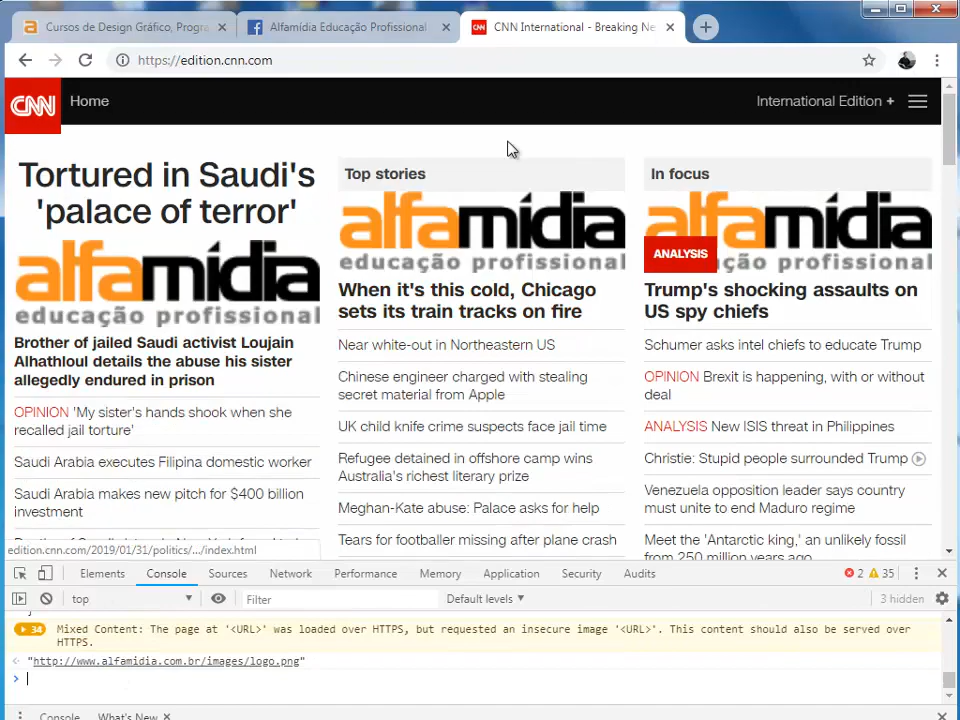 Cursos de Design Gráfico, Progra
Alfamídia Educação Profissional
CNN International - Breaking Ne
https://edition.cnn.com
CNN
Home
International Edition +
Tortured in Saudi's
'palace of terror'
alfamídia
educação profissional
Brother of jailed Saudi activist Loujain
Alhathloul details the abuse his sister
allegedly endured in prison
OPINION 'My sister's hands shook when she
recalled jail torture'
Saudi Arabia executes Filipina domestic worker
Saudi Arabia makes new pitch for $400 billion
investment
Top stories
alfamídia
educação profissional
When it's this cold, Chicago
sets its train tracks on fire
Near white-out in Northeastern US
Chinese engineer charged with stealing
secret material from Apple
UK child knife crime suspects face jail time
Refugee detained in offshore camp wins
Australia's richest literary prize
Meghan-Kate abuse: Palace asks for help
Tears for footballer missing after plane crash
In focus
alfamídia
ANALYSIS
ção profissional
Trump's shocking assaults on
US spy chiefs
Schumer asks intel chiefs to educate Trump
OPINION Brexit is happening, with or without
deal
ANALYSIS New ISIS threat in Philippines
Christie: Stupid people surrounded Trump
Venezuela opposition leader says country
must unite to end Maduro regime
Meet the 'Arctic king,' an unlikely fossil
from 250 million years ago
edition.cnn.com/2019/01/31/politics/.../index.html
Elements Console Sources Network Performance Memory Application Security Audits 2 35
top Filter Default levels 3 hidden
34 Mixed Content: The page at '<URL>' was loaded over HTTPS, but requested an insecure image '<URL>'. This content should also be served over
HTTPS.
"http://www.alfamidia.com.br/images/logo.png"
Console What's New